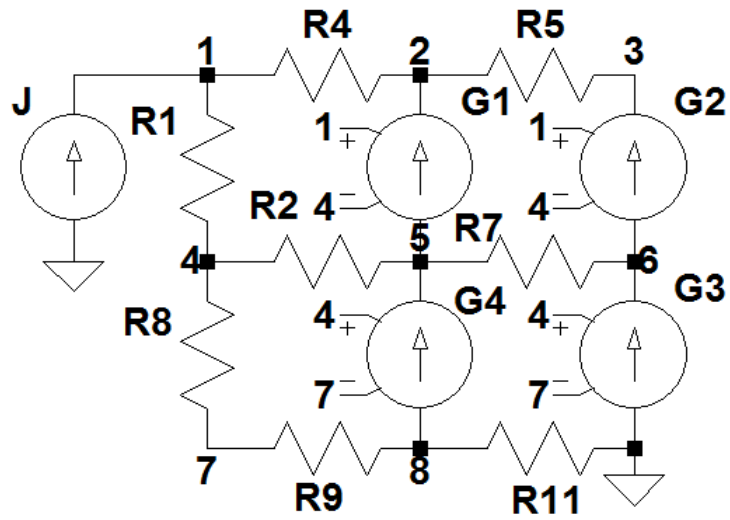 1 R4 2 R5 3
J R1 G1 G2
1 + 1 +
R2 4 − 4 −
4 5 R7 6
R8 G4 G3
4 + 4 +
7 − 7 −
7 R9 8 R11